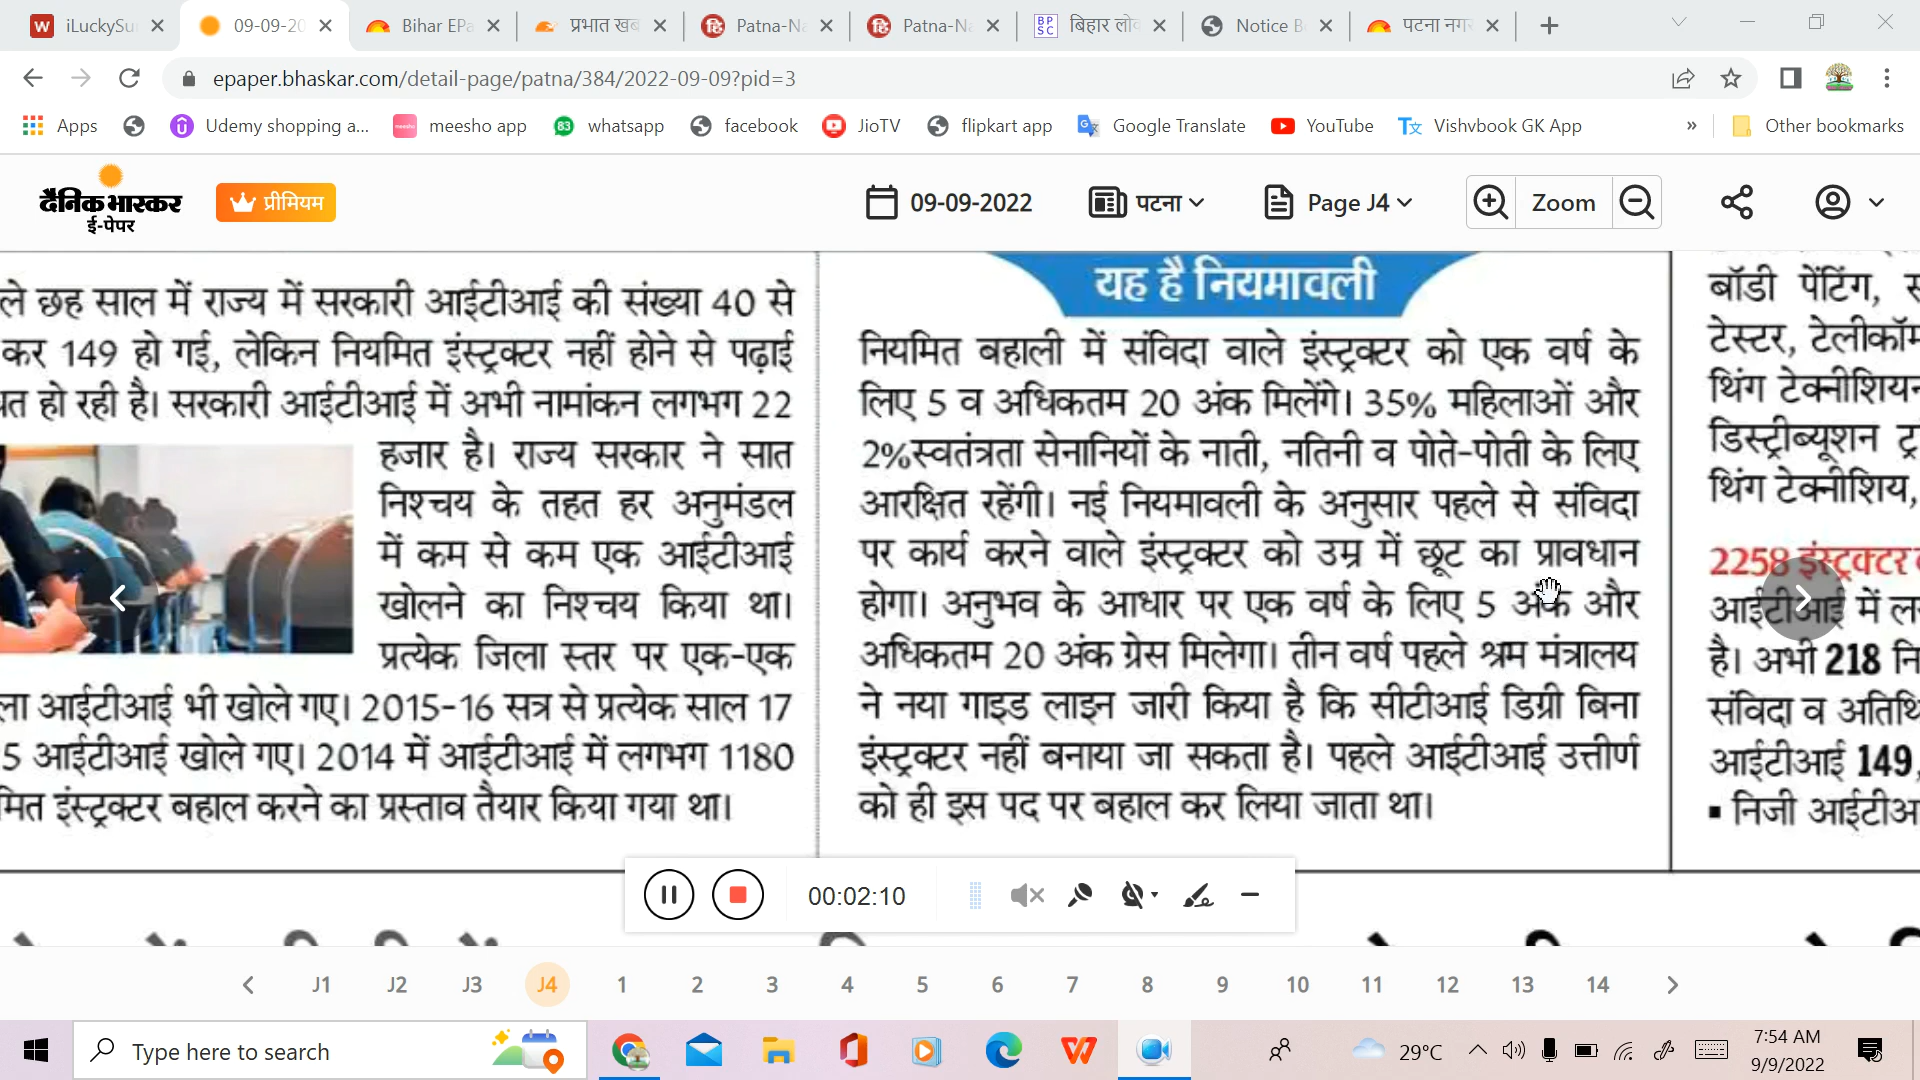 iLuckySu
09-09-20
Bihar EPa
प्रभात खब
Patna-Na
Patna-Na
BP SC
बिहार लो
Notice B
पटना नगर
epaper.bhaskar.com/detail-page/patna/384/2022-09-09?pid=3
Apps
Udemy shopping a...
meesho app
83
whatsapp
facebook
JioTV
flipkart app
Google Translate
YouTube
Vishvbook GK App
»
Other bookmarks
दैनिक भास्कर
ई-पेपर
प्रीमियम
09-09-2022
पटना
Page J4
Zoom
ले छह साल में राज्य में सरकारी आईटीआई की संख्या 40 से
कर 149 हो गई, लेकिन नियमित इंस्ट्रक्टर नहीं होने से पढ़ाई
हो रही है। सरकारी आईटीआई में अभी नामांकन लगभग 22
हजार है। राज्य सरकार ने सात
निश्चय के तहत हर अनुमंडल
में कम से कम एक आईटीआई
खोलने का निश्चय किया था।
प्रत्येक जिला स्तर पर एक-एक
ला आईटीआई भी खोले गए। 2015-16 सत्र से प्रत्येक साल 17
5 आईटीआई खोले गए। 2014 में आईटीआई में लगभग 1180
मित इंस्ट्रक्टर बहाल करने का प्रस्ताव तैयार किया गया था।
यह है नियमावली
नियमित बहाली में संविदा वाले इंस्ट्रक्टर को एक वर्ष के
लिए 5 व अधिकतम 20 अंक मिलेंगे। 35% महिलाओं और
2%स्वतंत्रता सेनानियों के नाती, नतिनी व पोते-पोती के लिए
आरक्षित रहेंगी। नई नियमावली के अनुसार पहले से संविदा
पर कार्य करने वाले इंस्ट्रक्टर को उम्र में छूट का प्रावधान
होगा। अनुभव के आधार पर एक वर्ष के लिए 5 अंक और
अधिकतम 20 अंक ग्रेस मिलेगा। तीन वर्ष पहले श्रम मंत्रालय
ने नया गाइड लाइन जारी किया है कि सीटीआई डिग्री बिना
इंस्ट्रक्टर नहीं बनाया जा सकता है। पहले आईटीआई उत्तीर्ण
को ही इस पद पर बहाल कर लिया जाता था।
बॉडी पेंटिंग, स
टेस्टर, टेलीकॉम
थिंग टेक्नीशियन
डिस्ट्रीब्यूशन ट्र
थिंग टेक्नीशिय,
2258 इंस्ट्रक्टर
आईटीआई में ल
है। अभी 218 नि
संविदा व अतिथि
आईटीआई 149,
▪ निजी आईटीआ
00:02:10
J1 J2 J3 J4 1 2 3 4 5 6 7 8 9 10 11 12 13 14
Type here to search
29°C
7:54 AM
9/9/2022